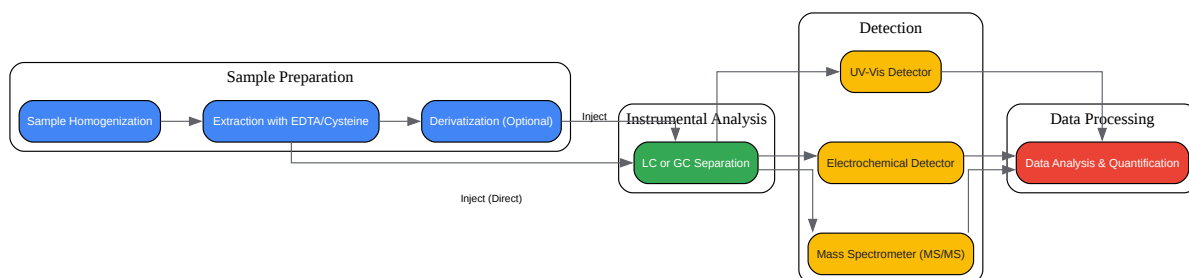 Sample Preparation
Sample Homogenization
Extraction with EDTA/Cysteine
Derivatization (Optional)
Inject
Inject (Direct)
Instrumental Analysis
LC or GC Separation
Detection
UV-Vis Detector
Electrochemical Detector
Mass Spectrometer (MS/MS)
Data Processing
Data Analysis & Quantification